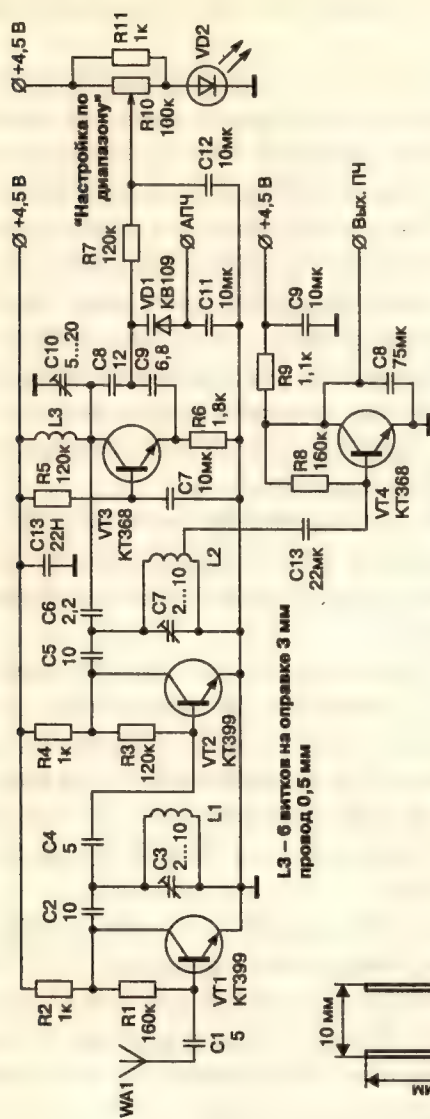 WA1
C1
5
R2
1к
R1
160к
VT1
КТ399
C2
10
C3
2...10
L1
C4
5
R4
1к
R3
120к
VT2
КТ399
C5
10
C6
2,2
C7
2...10
L2
C13
22Н
R5
120к
L3
VT3
КТ368
C7
10мк
C10
5...20
C8
12
C9
6,8
R6
1,8к
VD1
КВ109
C11
10мк
АПЧ
R7
120к
"Настройка по
диапазону"
C12
10мк
+4,5 В
+4,5 В
R11
1к
R10
100к
VD2
+4,5 В
R9
1,1к
C9
10мк
Вых. ПЧ
R8
160к
C8
75мк
VT4
КТ368
C13
22мк
L3 – 6 витков на оправке 3 мм
провод 0,5 мм
10 мм
мм